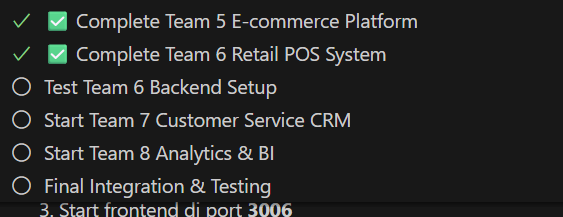 ✓ ✅ Complete Team 5 E-commerce Platform
✓ ✅ Complete Team 6 Retail POS System
○ Test Team 6 Backend Setup
○ Start Team 7 Customer Service CRM
○ Start Team 8 Analytics & BI
○ Final Integration & Testing
3. Start frontend di port 3006